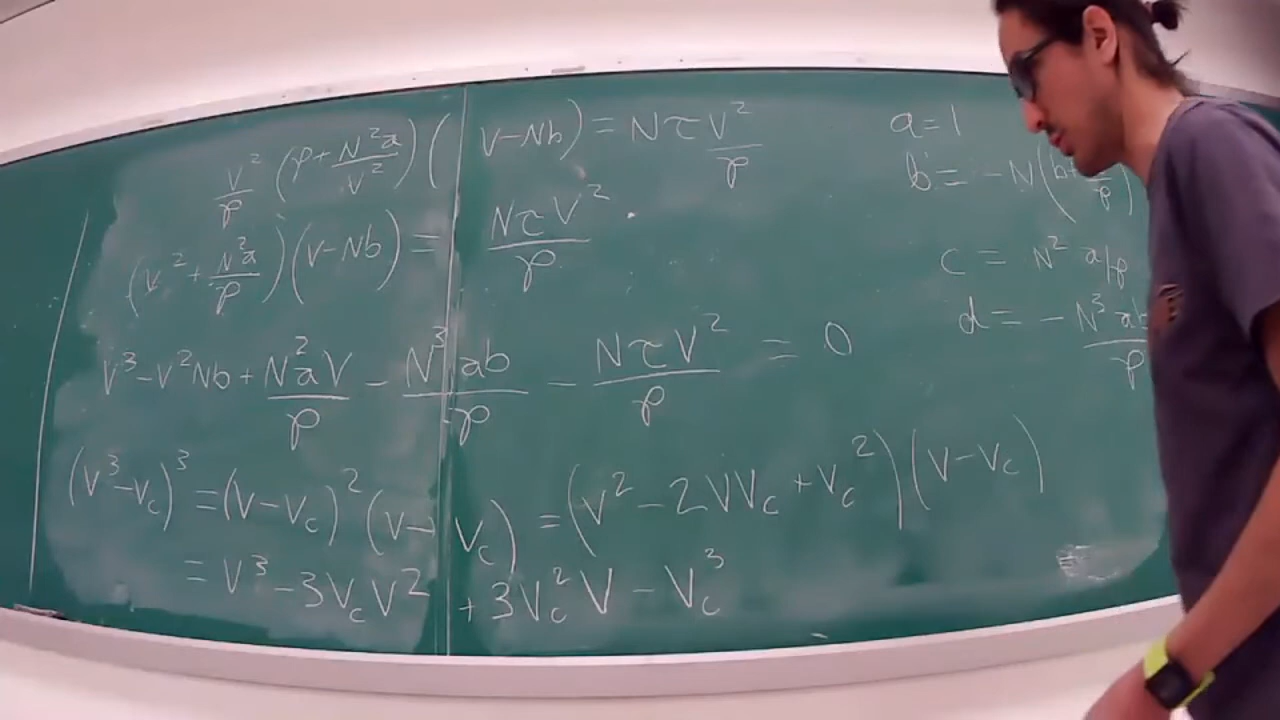 V²/p (p + N²a/V²)(V-Nb) = NτV²/p
(V² + N²a/p)(V-Nb) = NτV²/p
V³-V²Nb + N²aV/p - N³ab/p - NτV²/p = 0
(V³-Vc)³ = (V-Vc)² (V-Vc) = (V² - 2VVc + Vc²)(V-Vc)
= V³ - 3VcV² + 3Vc²V - Vc³
a=1
b = -N(b+
c = N² a/p
d = - N³ab/p